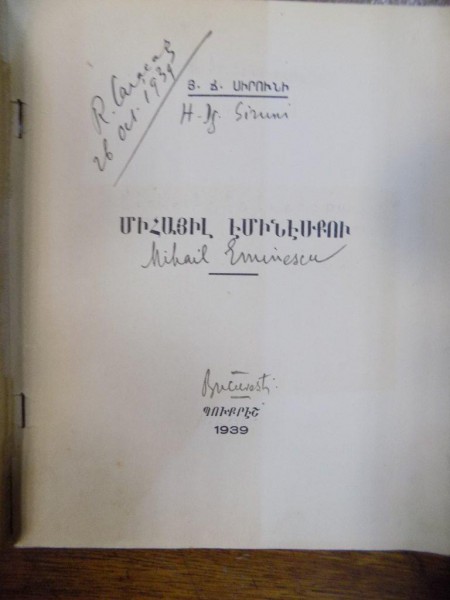 26 Oct. 1939
Յ. Ճ. ՍԻՐՈՒՆԻ
H. Dj. Siruni
ՄԻՀԱՅԻԼ ԷՄԻՆԷՍՔՈՒ
Mihail Eminescu
Bucuresti
ՊՈՒՔՐԷՇ
1939